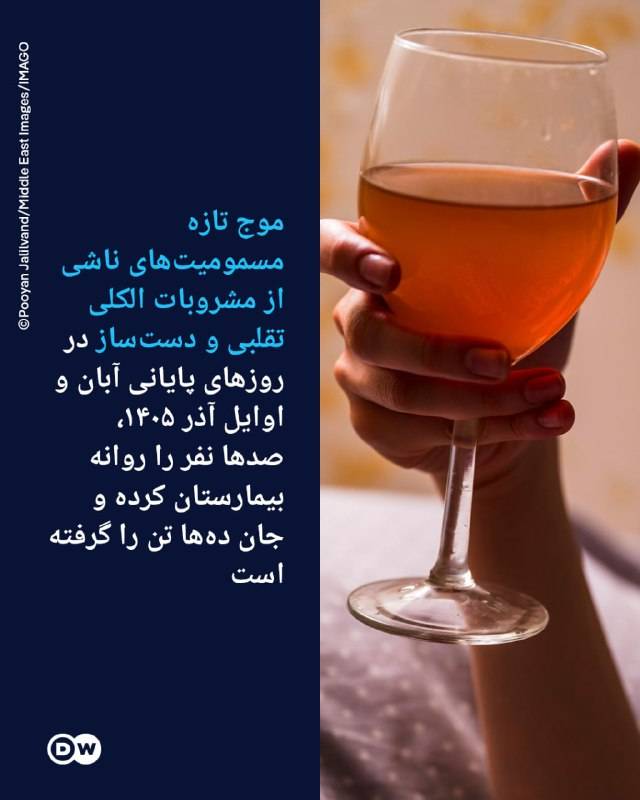 ©Pooyan Jalilvand/Middle East Images/IMAGO
موج تازه
مسمومیت‌های ناشی
از مشروبات الکلی
تقلبی و دست‌ساز در
روزهای پایانی آبان و
اوایل آذر ۱۴۰۵،
صدها نفر را روانه
بیمارستان کرده و
جان ده‌ها تن را گرفته
است
DW